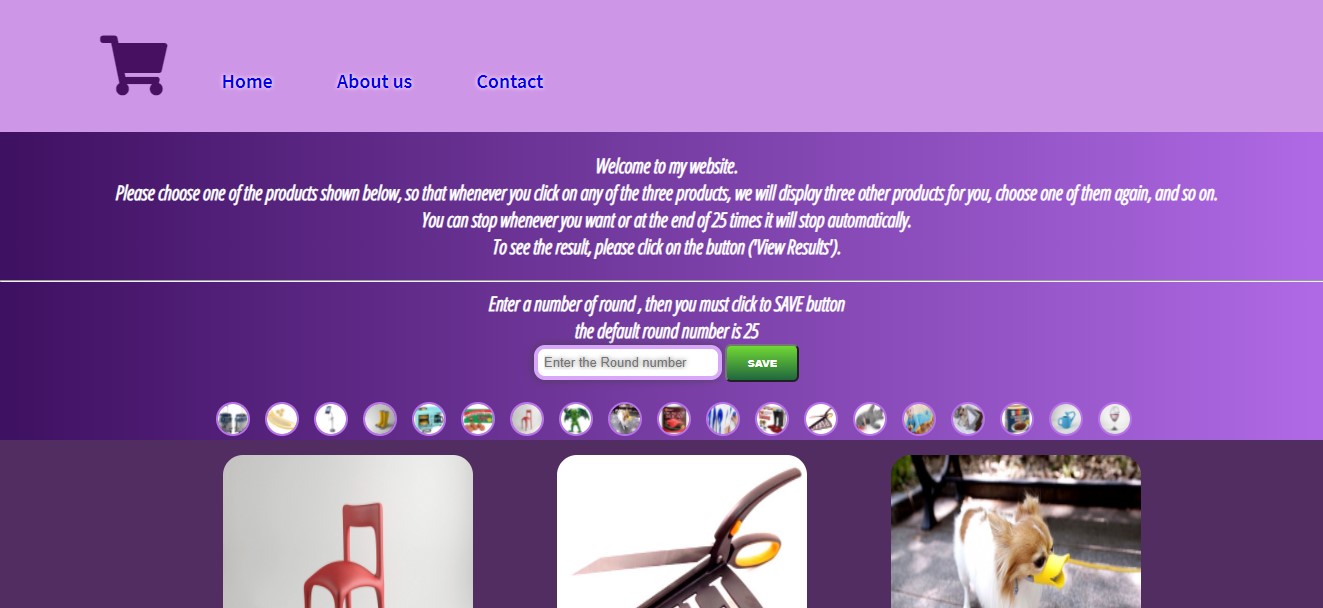 Home About us Contact
Welcome to my website.
Please choose one of the products shown below, so that whenever you click on any of the three products, we will display three other products for you, choose one of them again, and so on.
You can stop whenever you want or at the end of 25 times it will stop automatically.
To see the result, please click on the button ('View Results').
Enter a number of round , then you must click to SAVE button
the default round number is 25
Enter the Round number SAVE